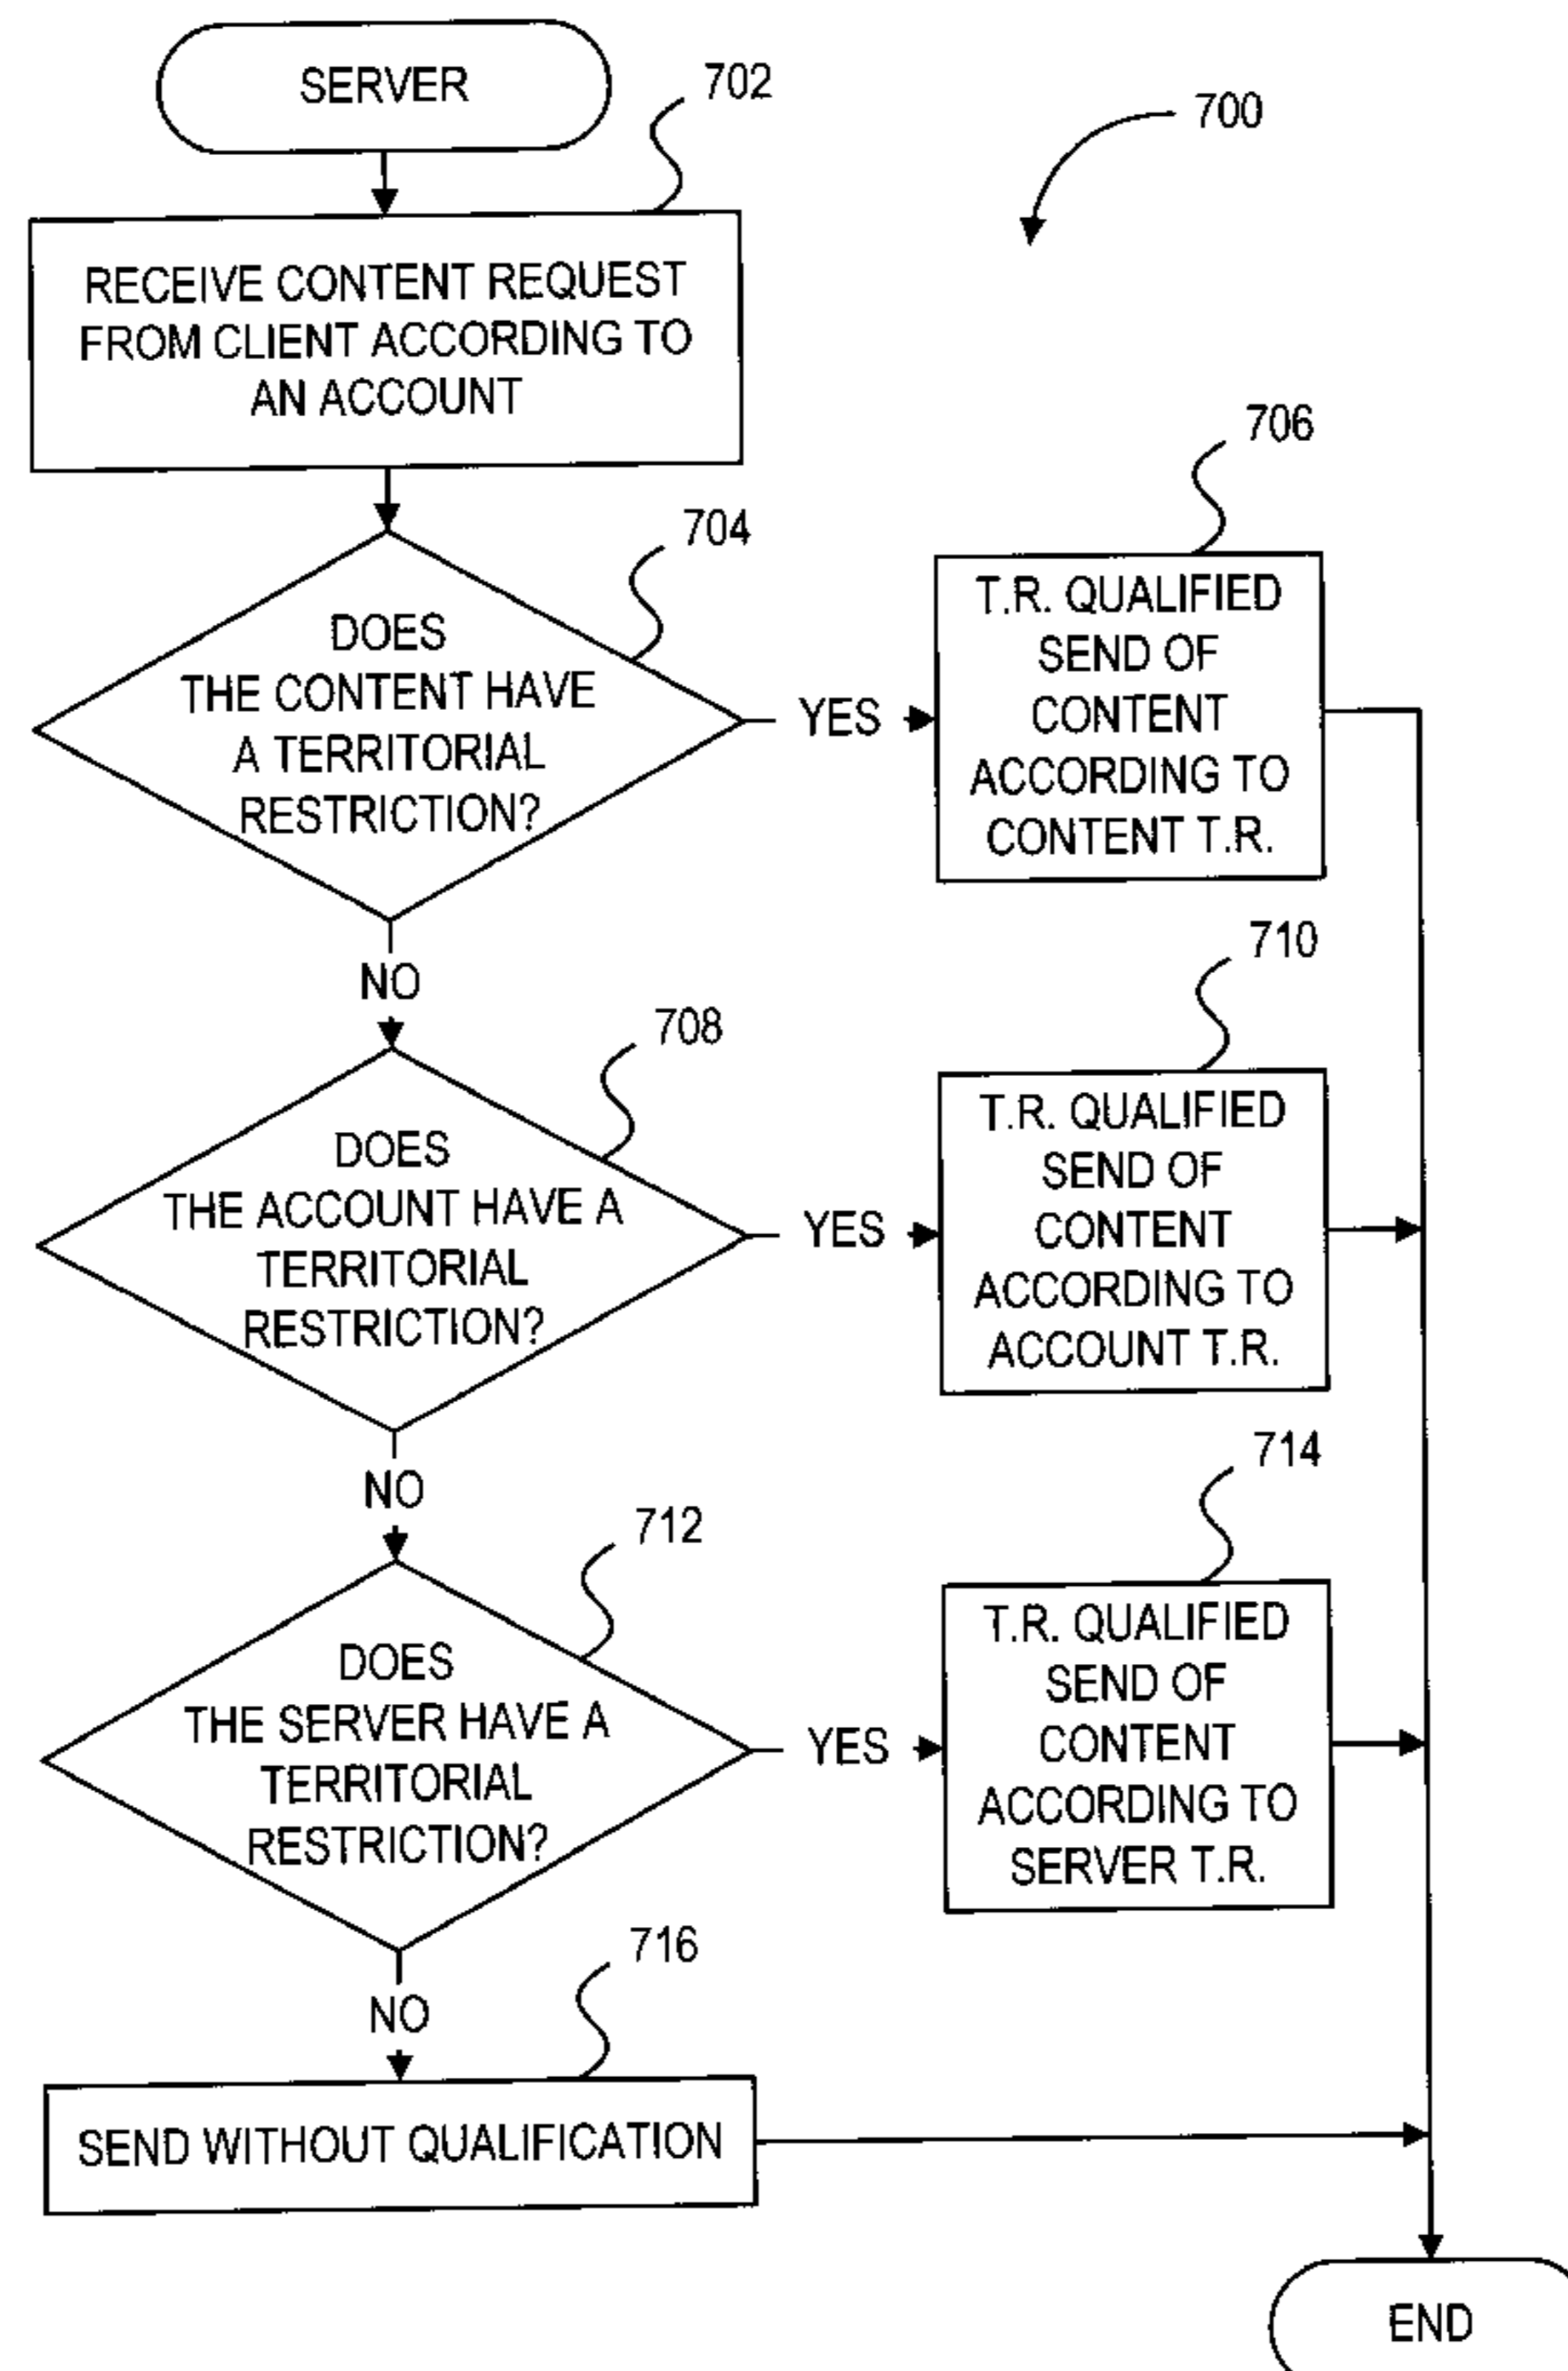 SERVER
702
700
RECEIVE CONTENT REQUEST
FROM CLIENT ACCORDING TO
AN ACCOUNT
704
DOES
THE CONTENT HAVE
A TERRITORIAL
RESTRICTION?
YES
706
T.R. QUALIFIED
SEND OF
CONTENT
ACCORDING TO
CONTENT T.R.
NO
708
DOES
THE ACCOUNT HAVE A
TERRITORIAL
RESTRICTION?
YES
710
T.R. QUALIFIED
SEND OF
CONTENT
ACCORDING TO
ACCOUNT T.R.
NO
712
DOES
THE SERVER HAVE A
TERRITORIAL
RESTRICTION?
YES
714
T.R. QUALIFIED
SEND OF
CONTENT
ACCORDING TO
SERVER T.R.
NO
716
SEND WITHOUT QUALIFICATION
END